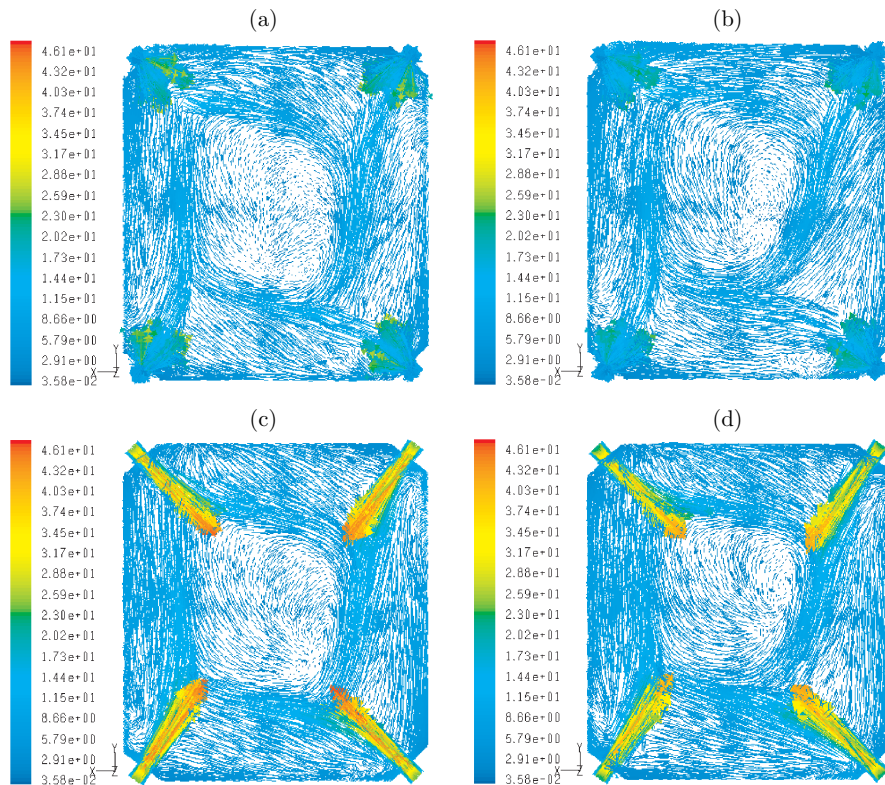 (a)
4.61e+01
4.32e+01
4.03e+01
3.74e+01
3.45e+01
3.17e+01
2.88e+01
2.59e+01
2.30e+01
2.02e+01
1.73e+01
1.44e+01
1.15e+01
8.66e+00
5.79e+00
2.91e+00
3.58e-02
Y
X
Z
(b)
4.61e+01
4.32e+01
4.03e+01
3.74e+01
3.45e+01
3.17e+01
2.88e+01
2.59e+01
2.30e+01
2.02e+01
1.73e+01
1.44e+01
1.15e+01
8.66e+00
5.79e+00
2.91e+00
3.58e-02
Y
X
Z
(c)
4.61e+01
4.32e+01
4.03e+01
3.74e+01
3.45e+01
3.17e+01
2.88e+01
2.59e+01
2.30e+01
2.02e+01
1.73e+01
1.44e+01
1.15e+01
8.66e+00
5.79e+00
2.91e+00
3.58e-02
Y
X
Z
(d)
4.61e+01
4.32e+01
4.03e+01
3.74e+01
3.45e+01
3.17e+01
2.88e+01
2.59e+01
2.30e+01
2.02e+01
1.73e+01
1.44e+01
1.15e+01
8.66e+00
5.79e+00
2.91e+00
3.58e-02
Y
X
Z